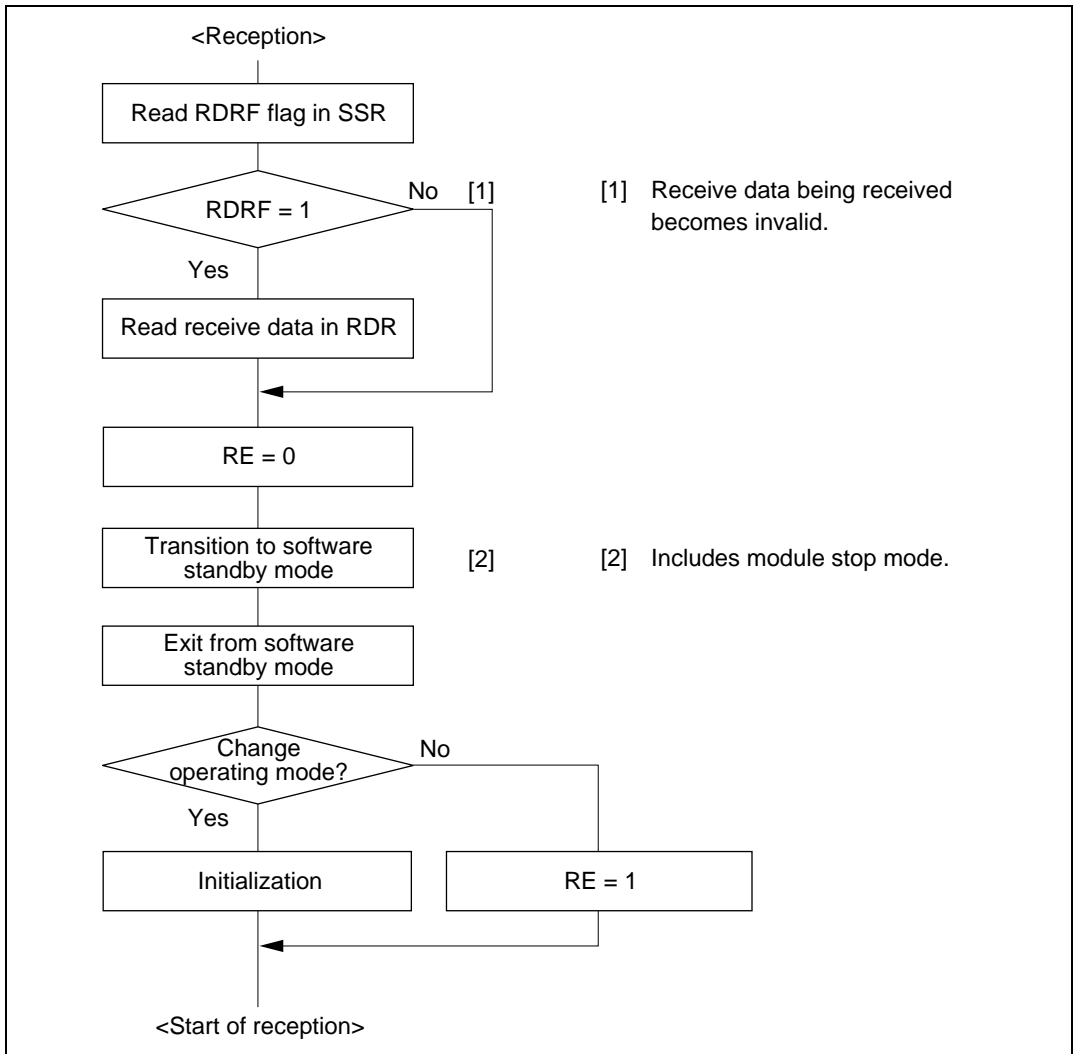 <Reception>
Read RDRF flag in SSR
RDRF = 1
No [1]
[1] Receive data being received
becomes invalid.
Yes
Read receive data in RDR
RE = 0
Transition to software
standby mode
[2]
[2] Includes module stop mode.
Exit from software
standby mode
Change
operating mode?
No
Yes
Initialization
RE = 1
<Start of reception>